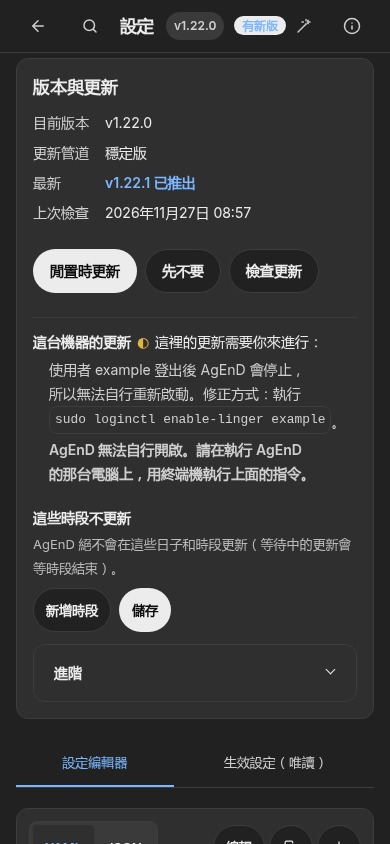 設定 v1.22.0 有新版
版本與更新
目前版本 v1.22.0
更新管道 穩定版
最新 v1.22.1 已推出
上次檢查 2026年11月27日 08:57
閒置時更新 先不要 檢查更新
這台機器的更新 這裡的更新需要你來進行：
使用者 example 登出後 AgEnD 會停止，
所以無法自行重新啟動。修正方式：執行
sudo loginctl enable-linger example 。
AgEnD 無法自行開啟。請在執行 AgEnD
的那台電腦上，用終端機執行上面的指令。
這些時段不更新
AgEnD 絕不會在這些日子和時段更新（等待中的更新會
等時段結束）。
新增時段 儲存
進階
設定編輯器 生效設定（唯讀）